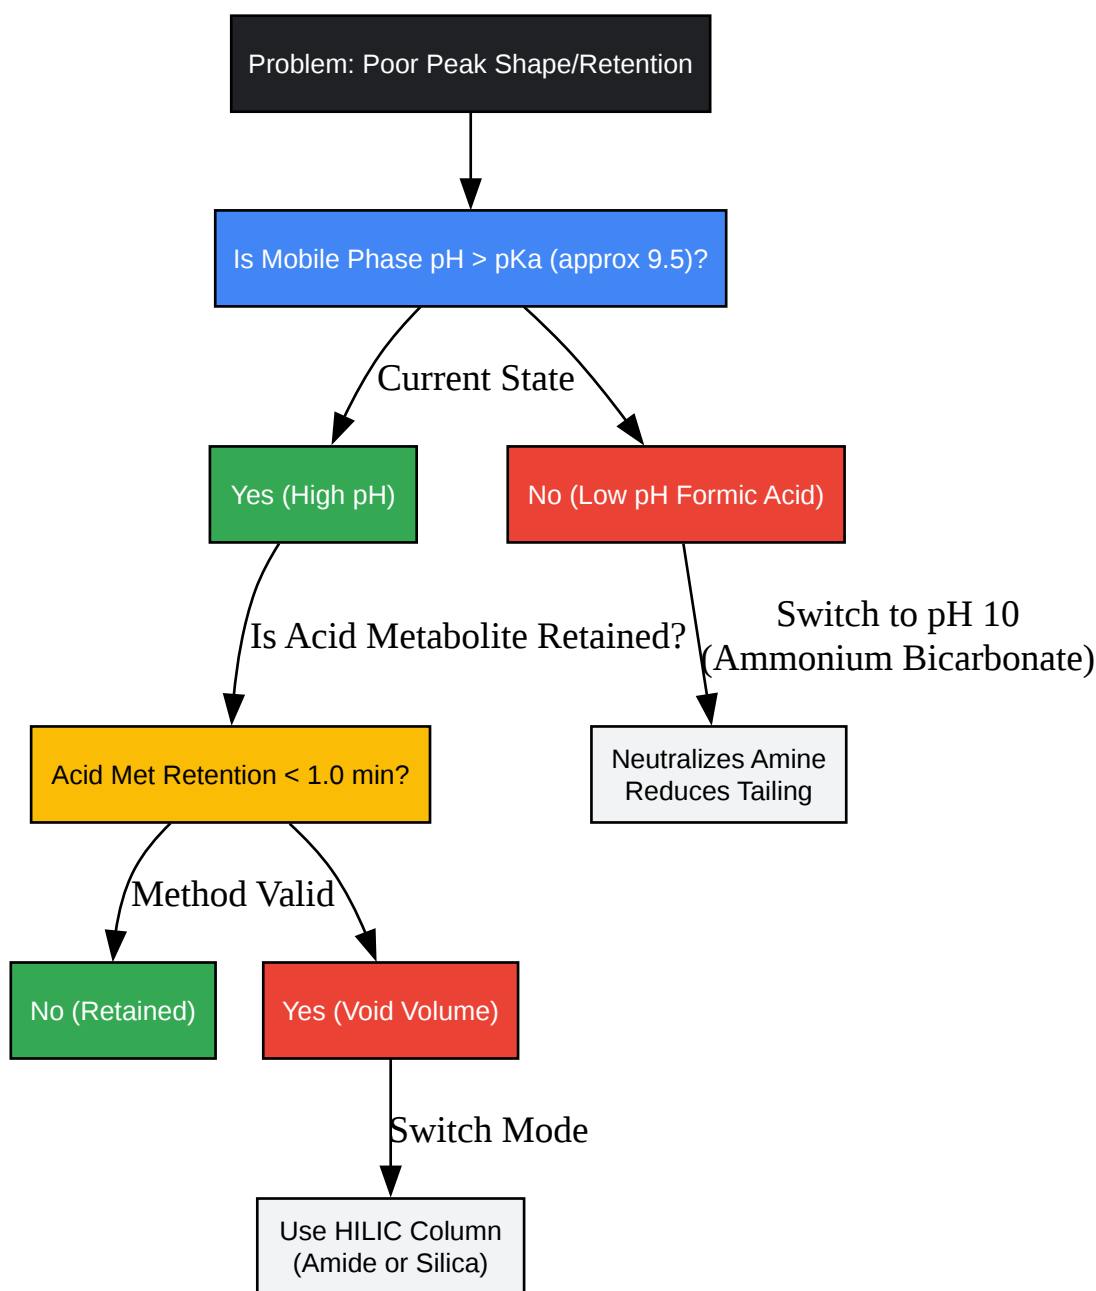 Problem: Poor Peak Shape/Retention
Is Mobile Phase pH > pKa (approx 9.5)?
Current State
Yes (High pH)
No (Low pH Formic Acid)
Is Acid Metabolite Retained?
Switch to pH 10
(Ammonium Bicarbonate)
Acid Met Retention < 1.0 min?
Neutralizes Amine
Reduces Tailing
Method Valid
No (Retained)
Yes (Void Volume)
Switch Mode
Use HILIC Column
(Amide or Silica)